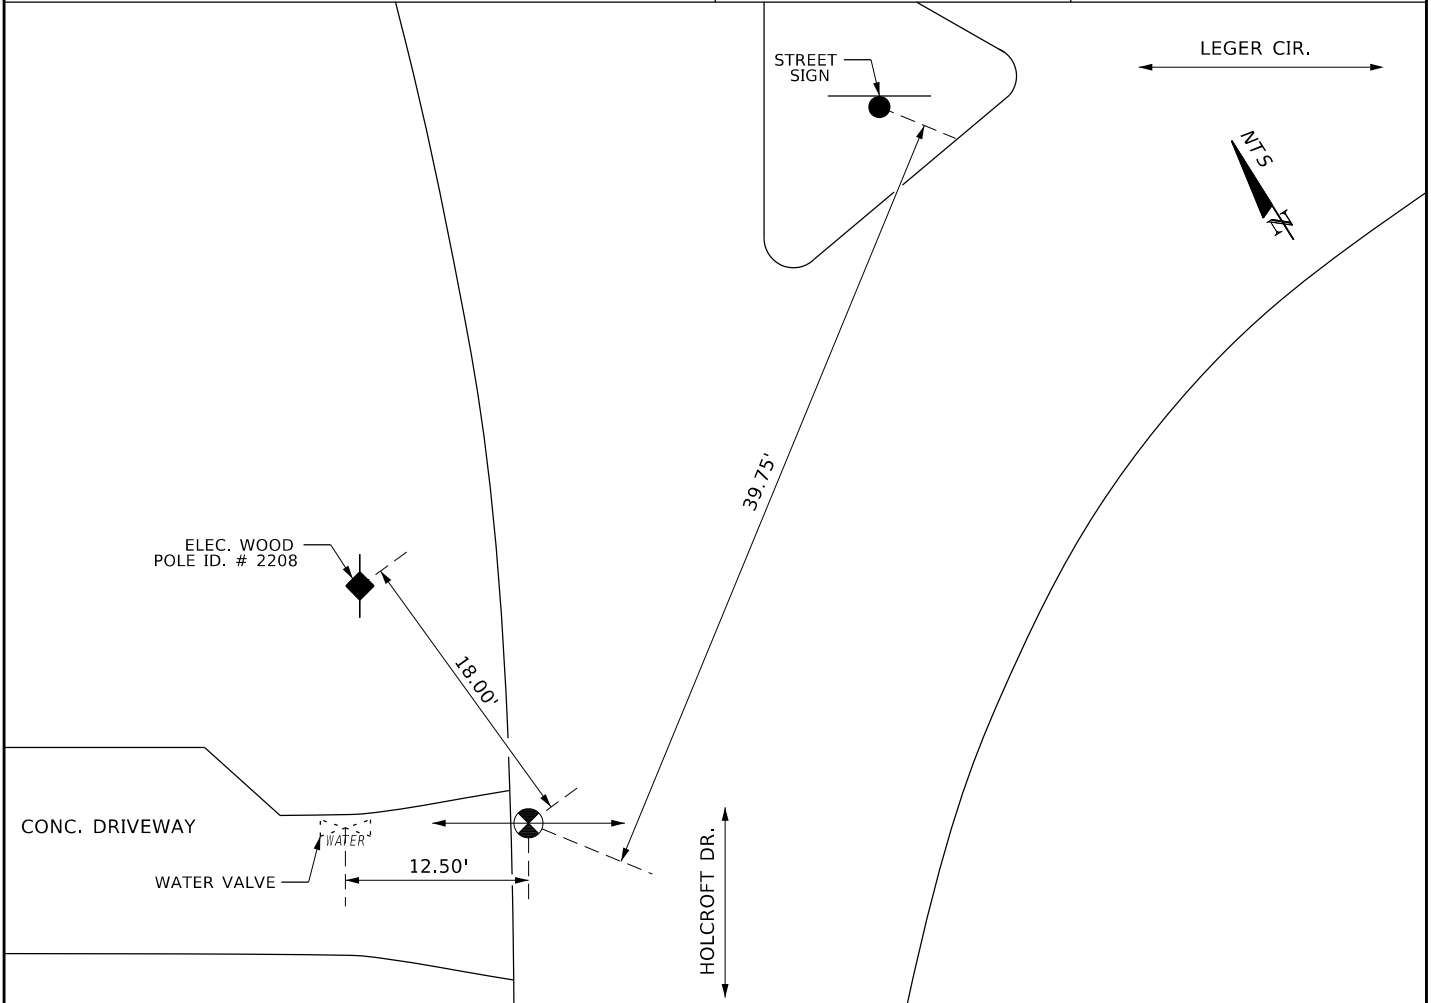 LEGER CIR.
STREET
SIGN
NTS
N
39.75'
ELEC. WOOD
POLE ID. # 2208
18.00'
CONC. DRIVEWAY
WATER
12.50'
WATER VALVE
HOLCROFT DR.